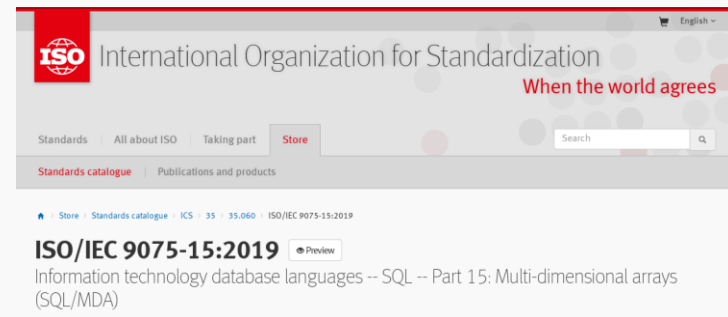 English
ISO International Organization for Standardization
When the world agrees
Standards All about ISO Taking part Store
Search
Standards catalogue Publications and products
Store Standards catalogue ICS 35 35.060 ISO/IEC 9075-15:2019
ISO/IEC 9075-15:2019 Preview
Information technology database languages -- SQL -- Part 15: Multi-dimensional arrays
(SQL/MDA)